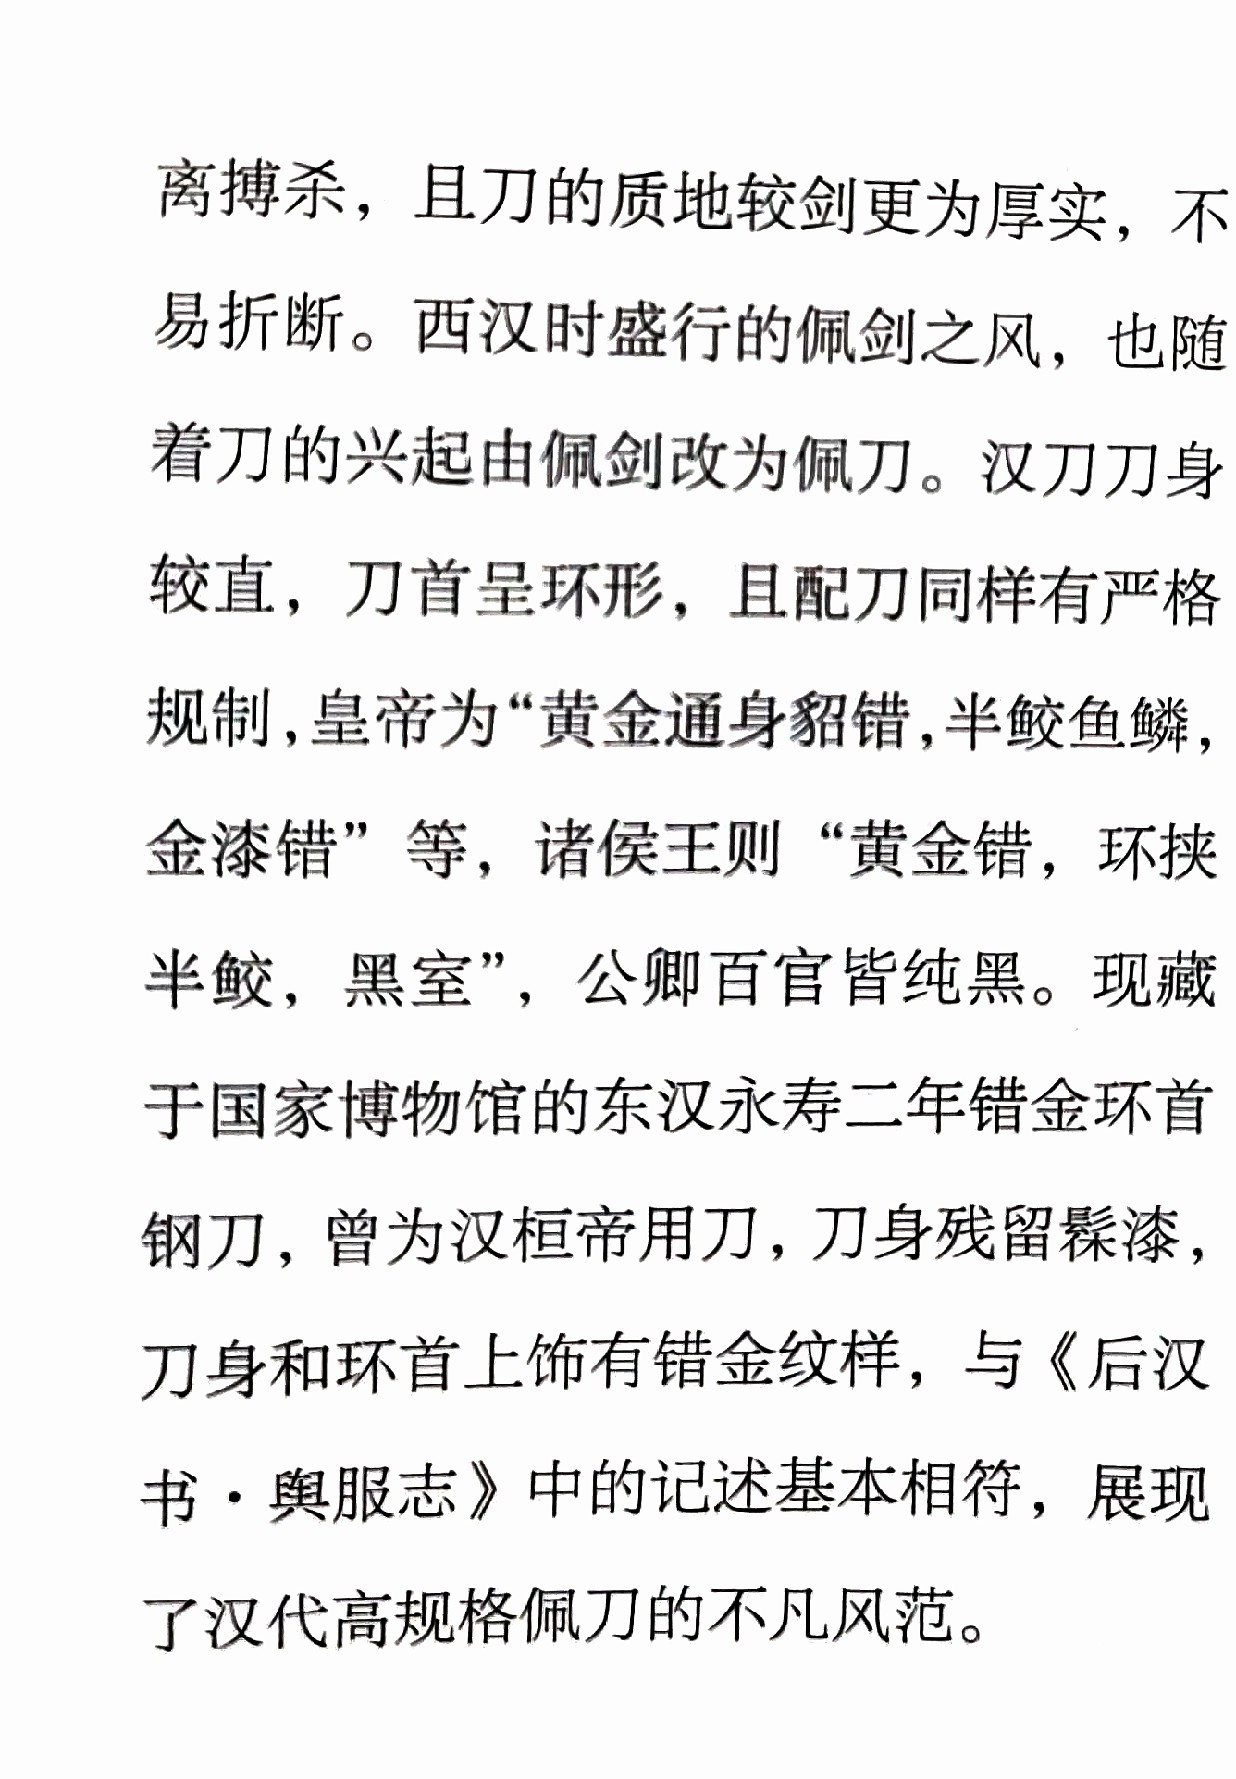 离搏杀，且刀的质地较剑更为厚实，不
易折断。西汉时盛行的佩剑之风，也随
着刀的兴起由佩剑改为佩刀。汉刀刀身
较直，刀首呈环形，且配刀同样有严格
规制，皇帝为“黄金通身貂错，半鲛鱼鳞，
金漆错”等，诸侯王则“黄金错，环挟
半鲛，黑室”，公卿百官皆纯黑。现藏
于国家博物馆的东汉永寿二年错金环首
钢刀，曾为汉桓帝用刀，刀身残留髹漆，
刀身和环首上饰有错金纹样，与《后汉
书·舆服志》中的记述基本相符，展现
了汉代高规格佩刀的不凡风范。